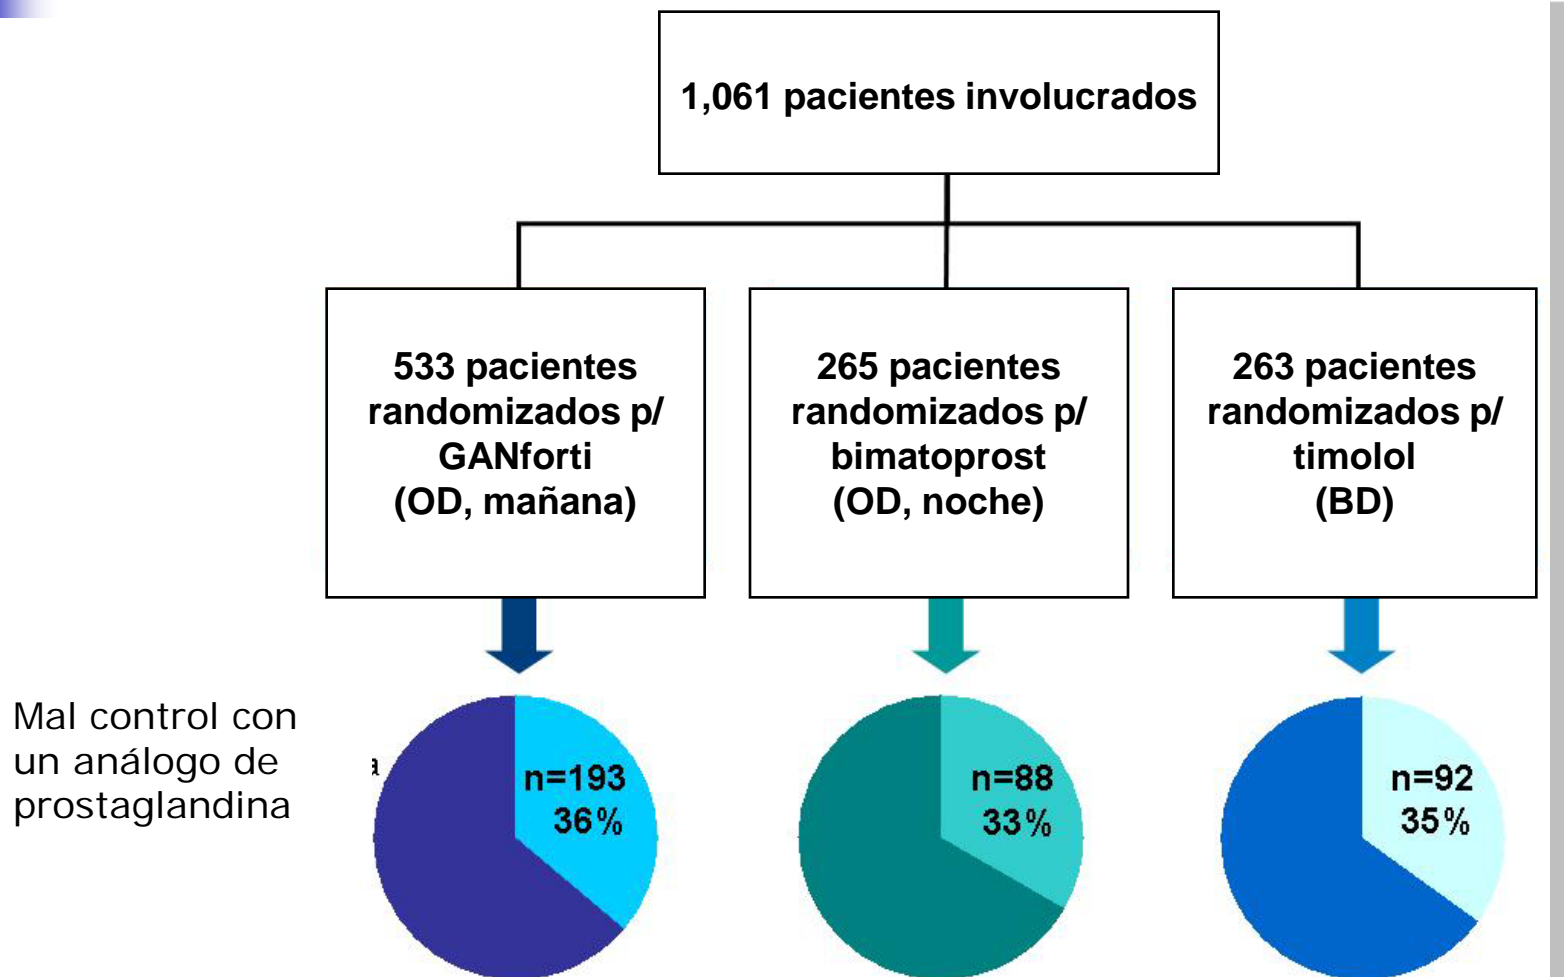 1,061 pacientes involucrados
533 pacientes
randomizados p/
GANforti
(OD, mañana)
265 pacientes
randomizados p/
bimatoprost
(OD, noche)
263 pacientes
randomizados p/
timolol
(BD)
Mal control con
un análogo de
prostaglandina
a
n=193
36%
n=88
33%
n=92
35%